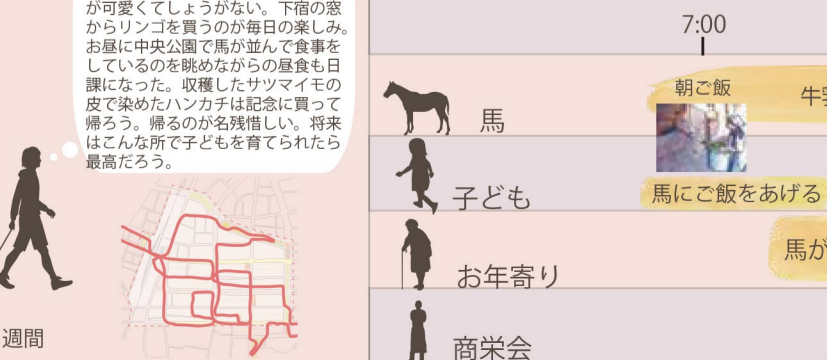 が可愛くてしょうがない。下宿の窓
からリンゴを買うのが毎日の楽しみ。
お昼に中央公園で馬が並んで食事を
しているのを眺めながらの昼食も日
課になった。収穫したサツマイモの
皮で染めたハンカチは記念に買って
帰ろう。帰るのが名残惜しい。将来
はこんな所で子どもを育てられたら
最高だろう。
週間
7:00
朝ご飯
馬
子ども
馬にご飯をあげる
馬が
お年寄り
商栄会